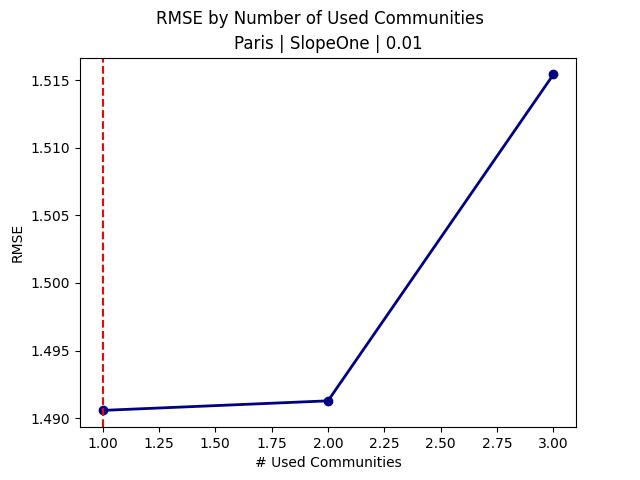 RMSE by Number of Used Communities
Paris | SlopeOne | 0.01
1.515
1.510
1.505
1.500
1.495
1.490
RMSE
1.00 1.25 1.50 1.75 2.00 2.25 2.50 2.75 3.00
# Used Communities